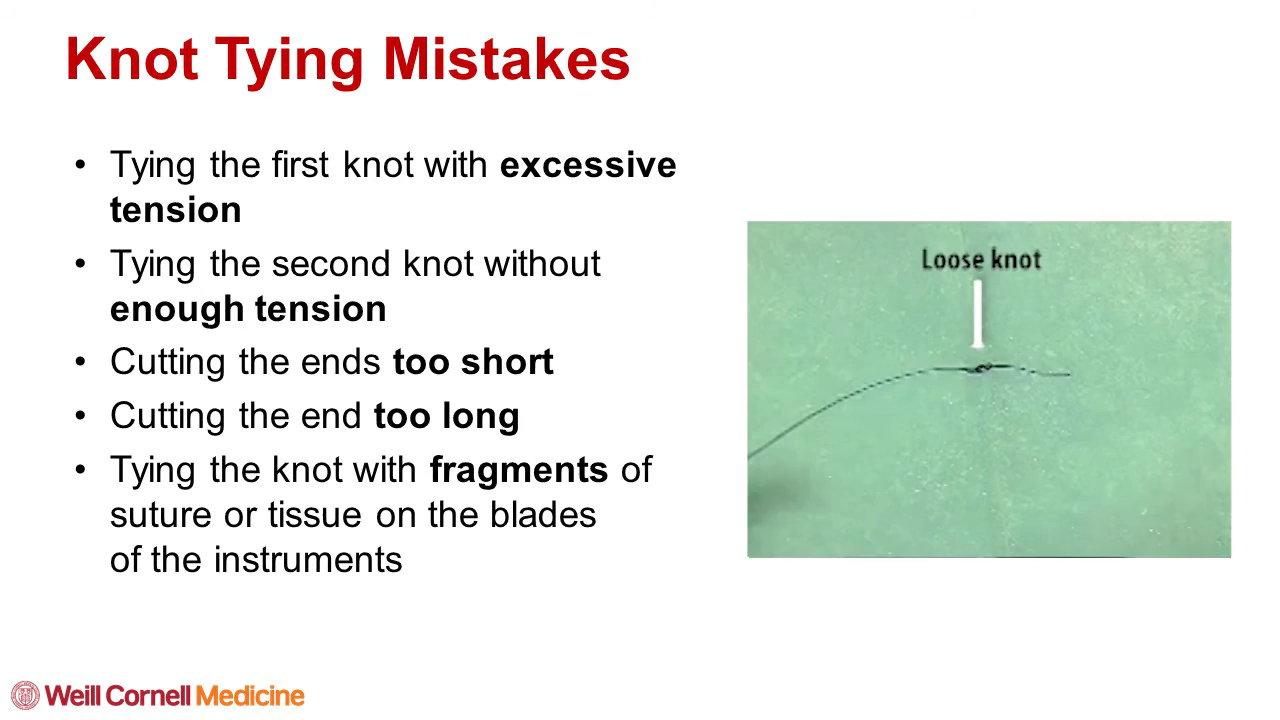 Knot Tying Mistakes
• Tying the first knot with excessive
tension
• Tying the second knot without
enough tension
• Cutting the ends too short
• Cutting the end too long
• Tying the knot with fragments of
suture or tissue on the blades
of the instruments
Loose knot
Weill Cornell Medicine